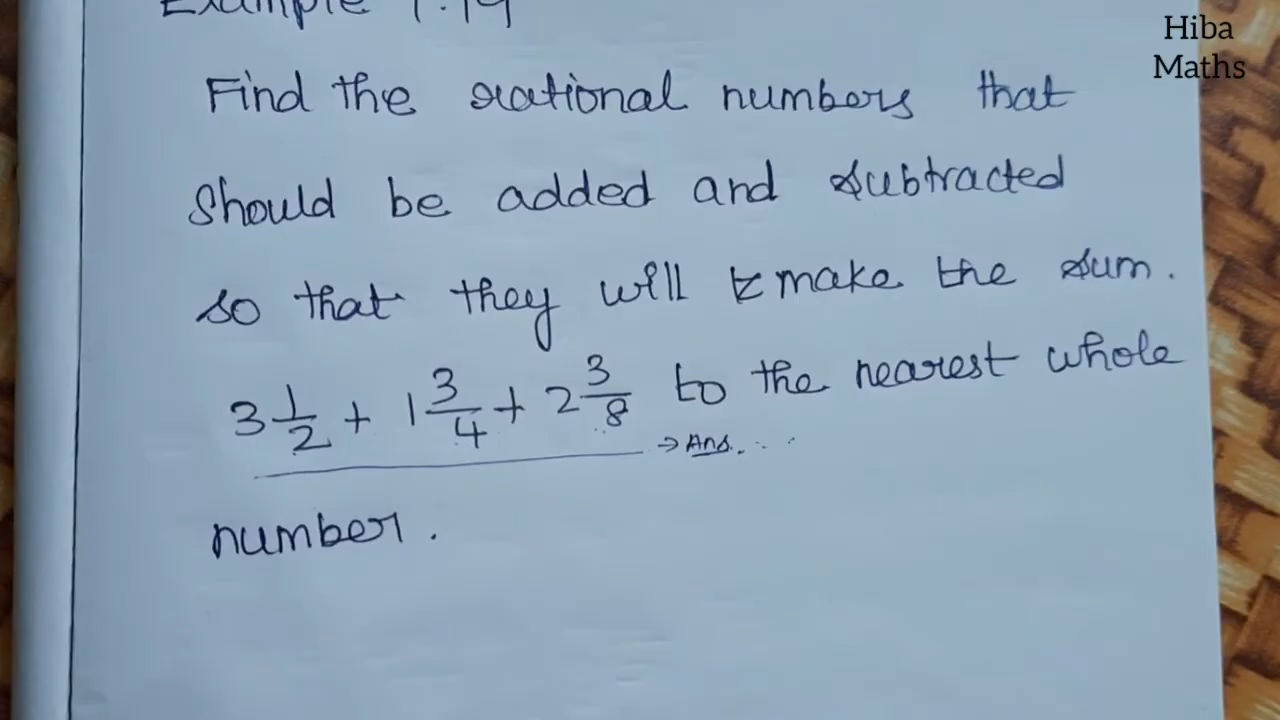 Example 1.14
Hiba
Maths
Find the rational numbers that
should be added and subtracted
so that they will make the sum.
3 1/2 + 1 3/4 + 2 3/8 to the nearest whole
→ Ans. . .
number.